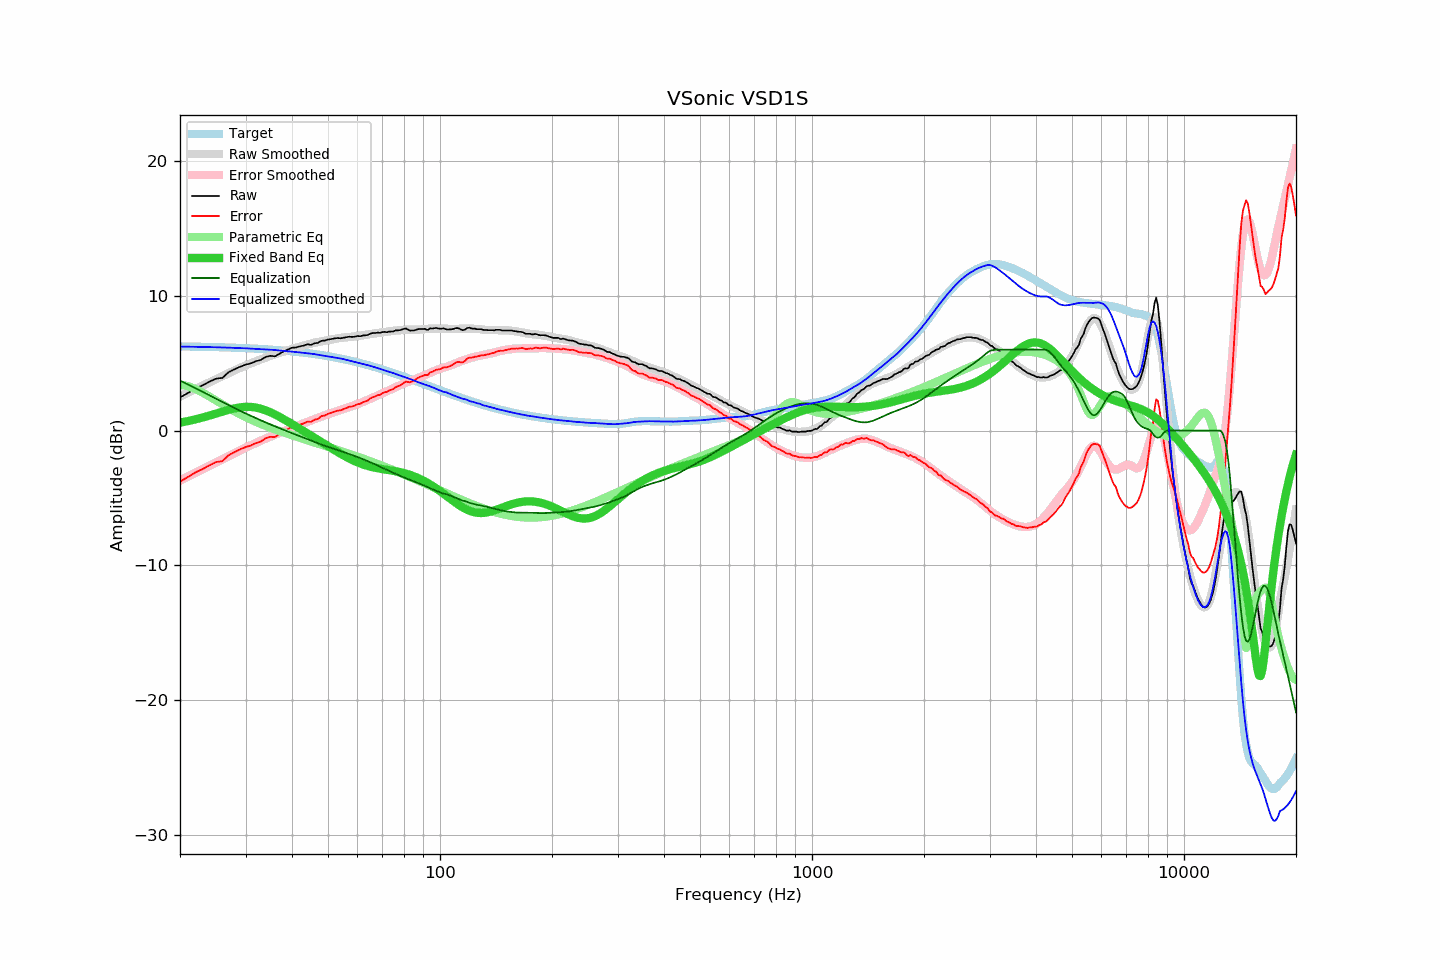 VSonic VSD1S
Target
Raw Smoothed
Error Smoothed
Raw
Error
Parametric Eq
Fixed Band Eq
Equalization
Equalized smoothed
20
10
0
−10
−20
−30
Amplitude (dBr)
100
1000
10000
Frequency (Hz)